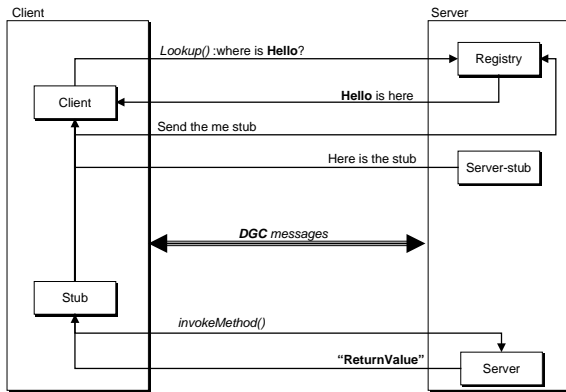 Client
Server
Lookup() :where is Hello?
Registry
Client
Hello is here
Send the me stub
Here is the stub
Server-stub
DGC messages
Stub
invokeMethod()
“ReturnValue”
Server